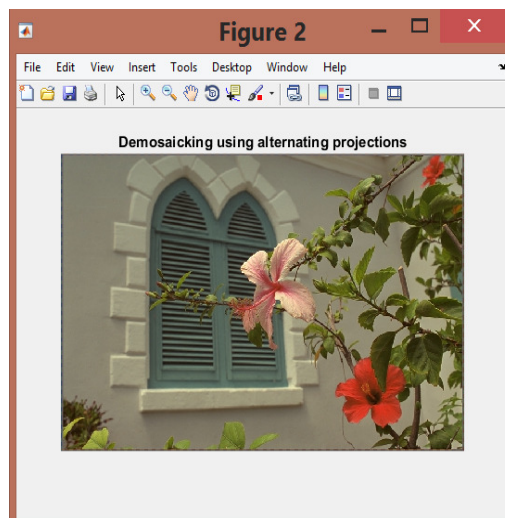 Figure 2
File Edit View Insert Tools Desktop Window Help
Demosaicking using alternating projections